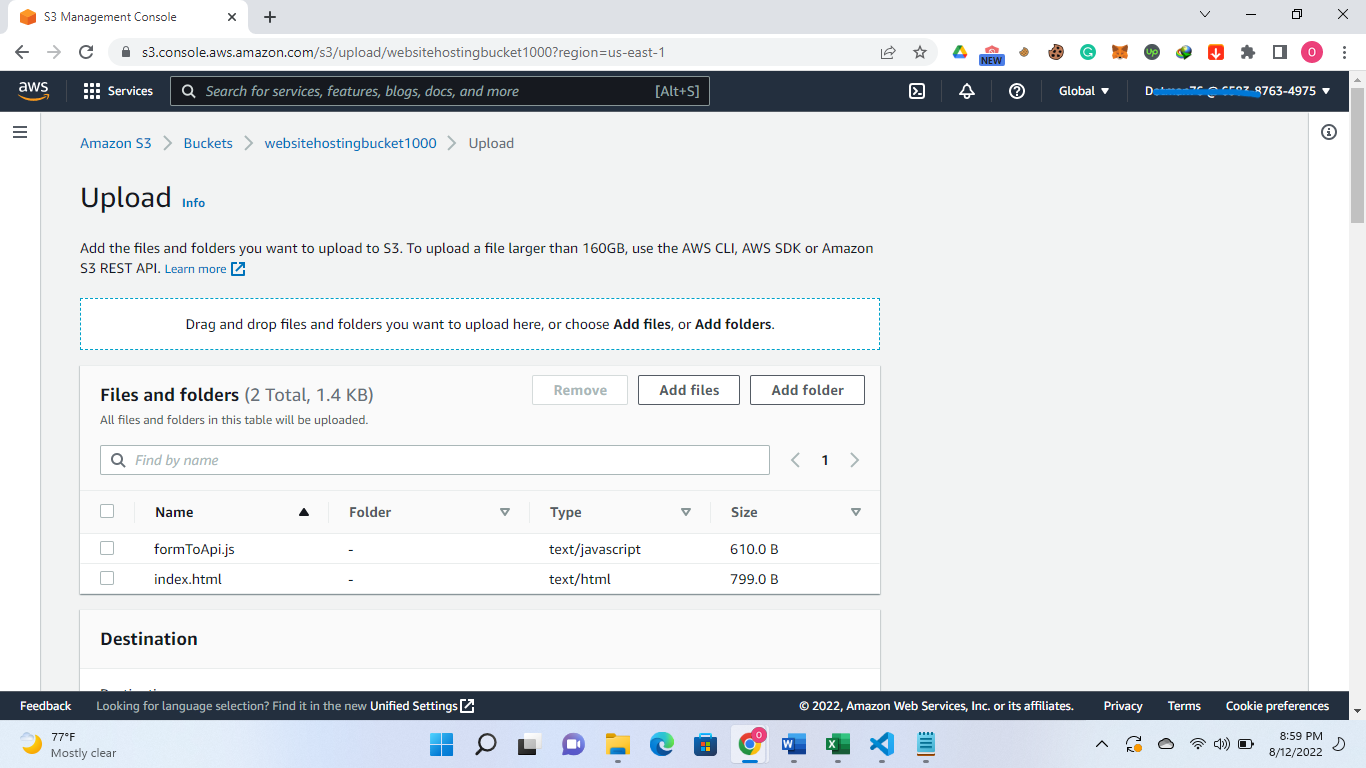 S3 Management Console
s3.console.aws.amazon.com/s3/upload/websitehostingbucket1000?region=us-east-1
NEW
Up
O
aws
Services
Search for services, features, blogs, docs, and more
[Alt+S]
Global
8763-4975
Amazon S3
Buckets
websitehostingbucket1000
Upload
Upload
Info
Add the files and folders you want to upload to S3. To upload a file larger than 160GB, use the AWS CLI, AWS SDK or Amazon
S3 REST API. Learn more
Drag and drop files and folders you want to upload here, or choose Add files, or Add folders.
Files and folders (2 Total, 1.4 KB)
Remove
Add files
Add folder
All files and folders in this table will be uploaded.
Find by name
1
Name
Folder
Type
Size
formToApi.js - text/javascript 610.0 B
index.html - text/html 799.0 B
Destination
Feedback
Looking for language selection? Find it in the new Unified Settings
© 2022, Amazon Web Services, Inc. or its affiliates.
Privacy
Terms
Cookie preferences
77°F
Mostly clear
0
8:59 PM
8/12/2022